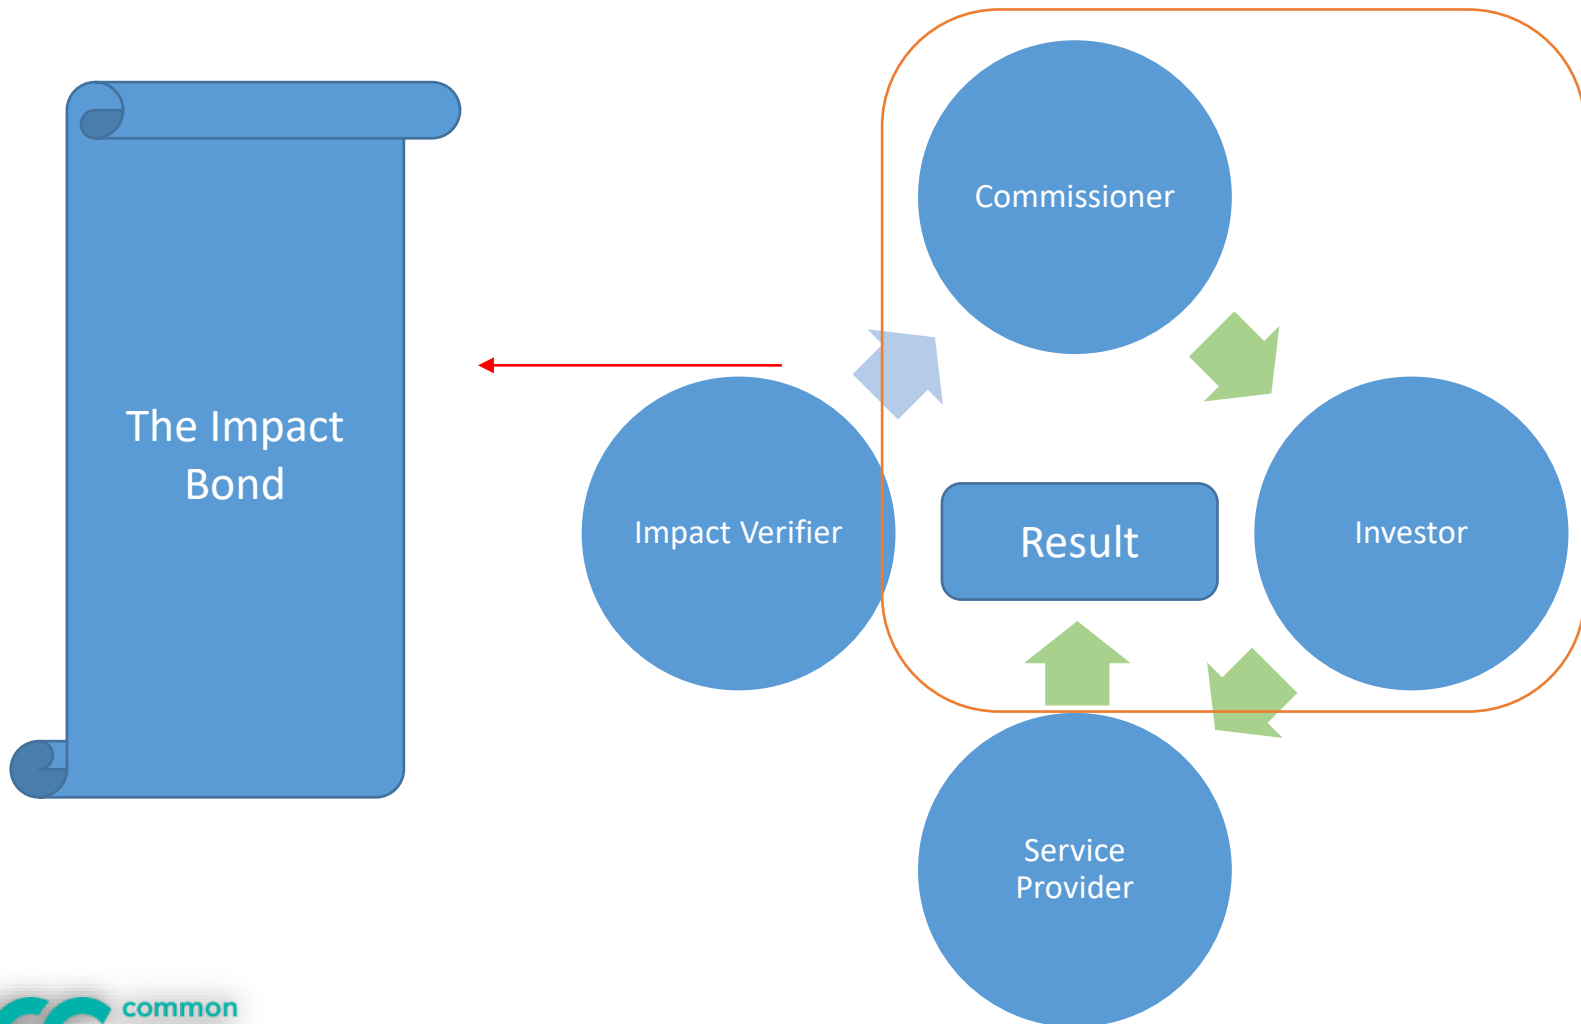 Commissioner
The Impact
Bond
Impact Verifier
Result
Investor
Service
Provider
common